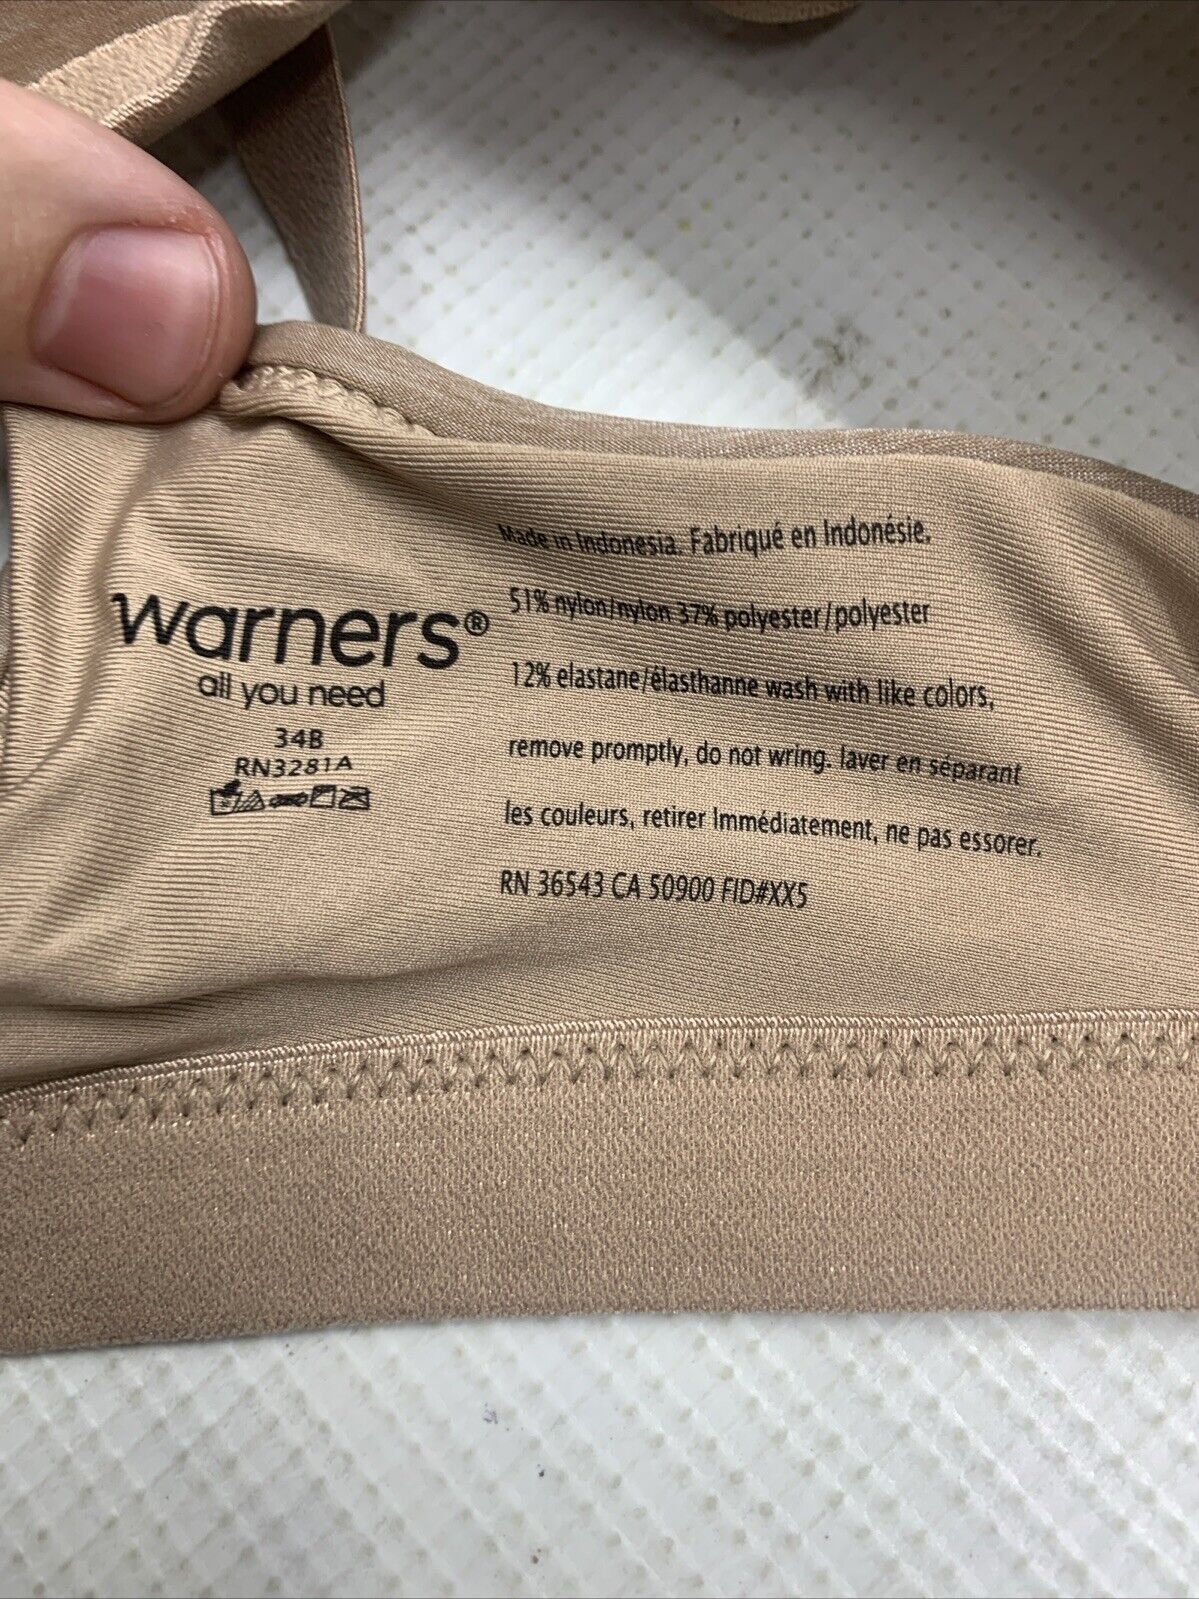 warners®
all you need
34B
RN3281A
Made in Indonesia. Fabriqué en Indonésie.
51% nylon/nylon 37% polyester/polyester
12% elastane/élasthanne wash with like colors,
remove promptly, do not wring. laver en séparant
les couleurs, retirer Immédiatement, ne pas essorer.
RN 36543 CA 50900 FID#XX5